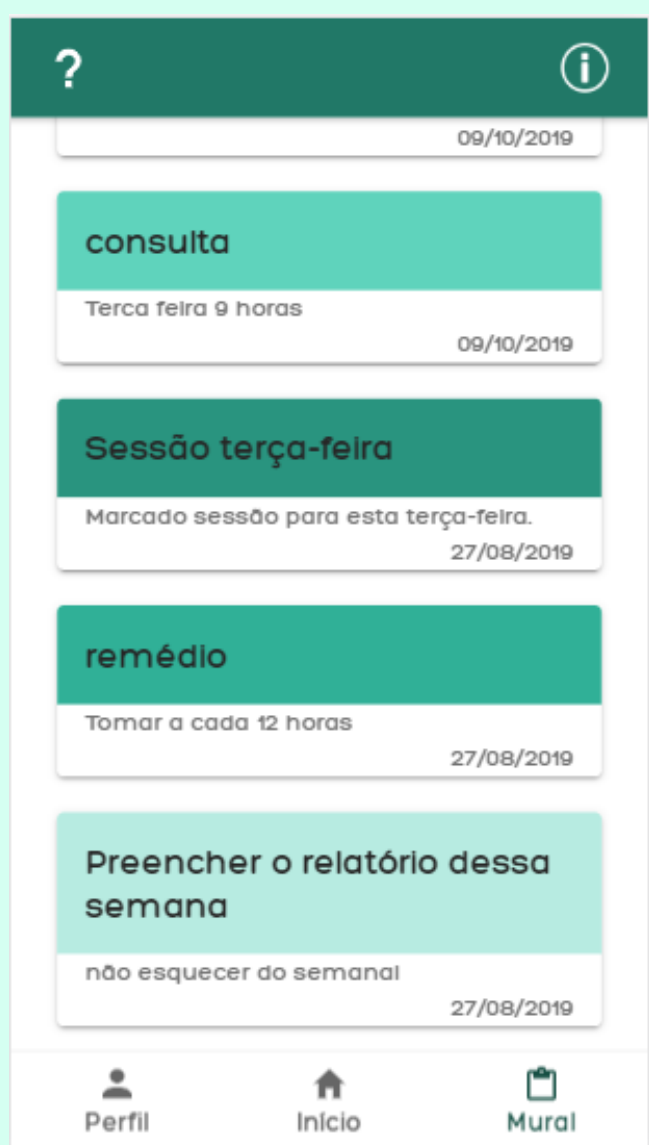 ?
i
09/10/2019
consulta
Terca feira 9 horas
09/10/2019
Sessão terça-feira
Marcado sessão para esta terça-feira.
27/08/2019
remédio
Tomar a cada 12 horas
27/08/2019
Preencher o relatório dessa
semana
não esquecer do semanal
27/08/2019
Perfil Início Mural